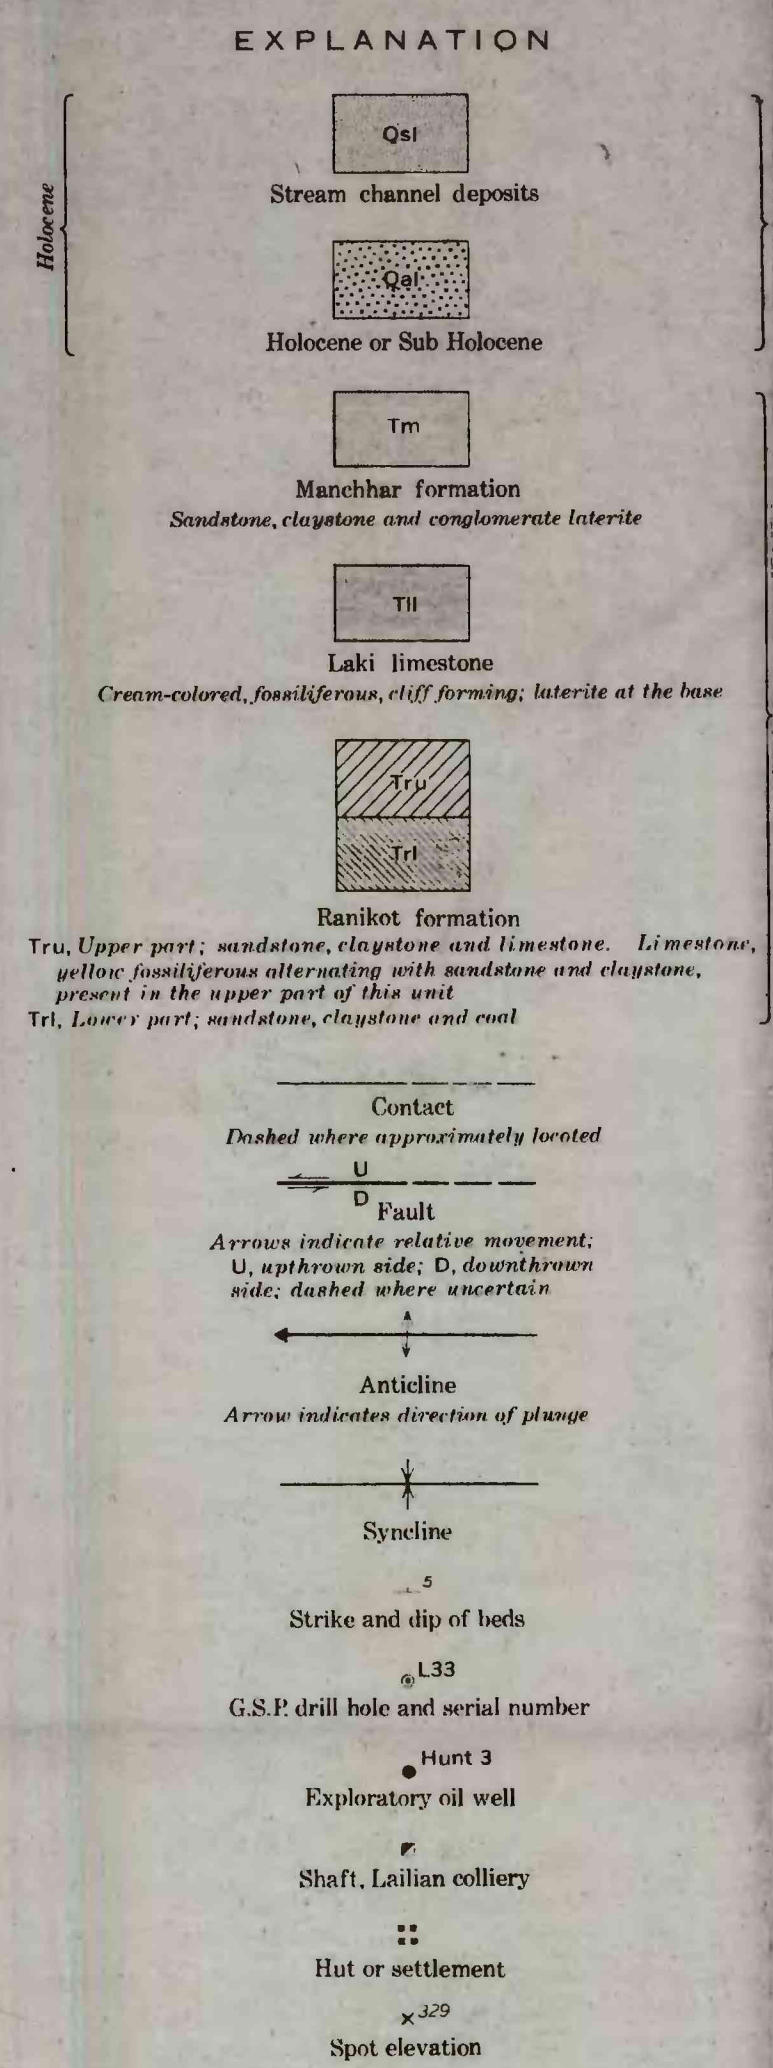 EXPLANATION
Holocene
Qsl
Stream channel deposits
Qal
Holocene or Sub Holocene
Tm
Manchhar formation
Sandstone, claystone and conglomerate laterite
Tll
Laki limestone
Cream-colored, fossiliferous, cliff forming; laterite at the base
Tru
Trl
Ranikot formation
Tru, Upper part; sandstone, claystone and limestone. Limestone,
yellow fossiliferous alternating with sandstone and claystone,
present in the upper part of this unit
Trl, Lower part; sandstone, claystone and coal
Contact
Dashed where approximately located
U
D
Fault
Arrows indicate relative movement;
U, upthrown side; D, downthrown
side; dashed where uncertain
Anticline
Arrow indicates direction of plunge
Syncline
5
Strike and dip of beds
L33
G.S.P. drill hole and serial number
Hunt 3
Exploratory oil well
Shaft, Lailian colliery
Hut or settlement
×329
Spot elevation